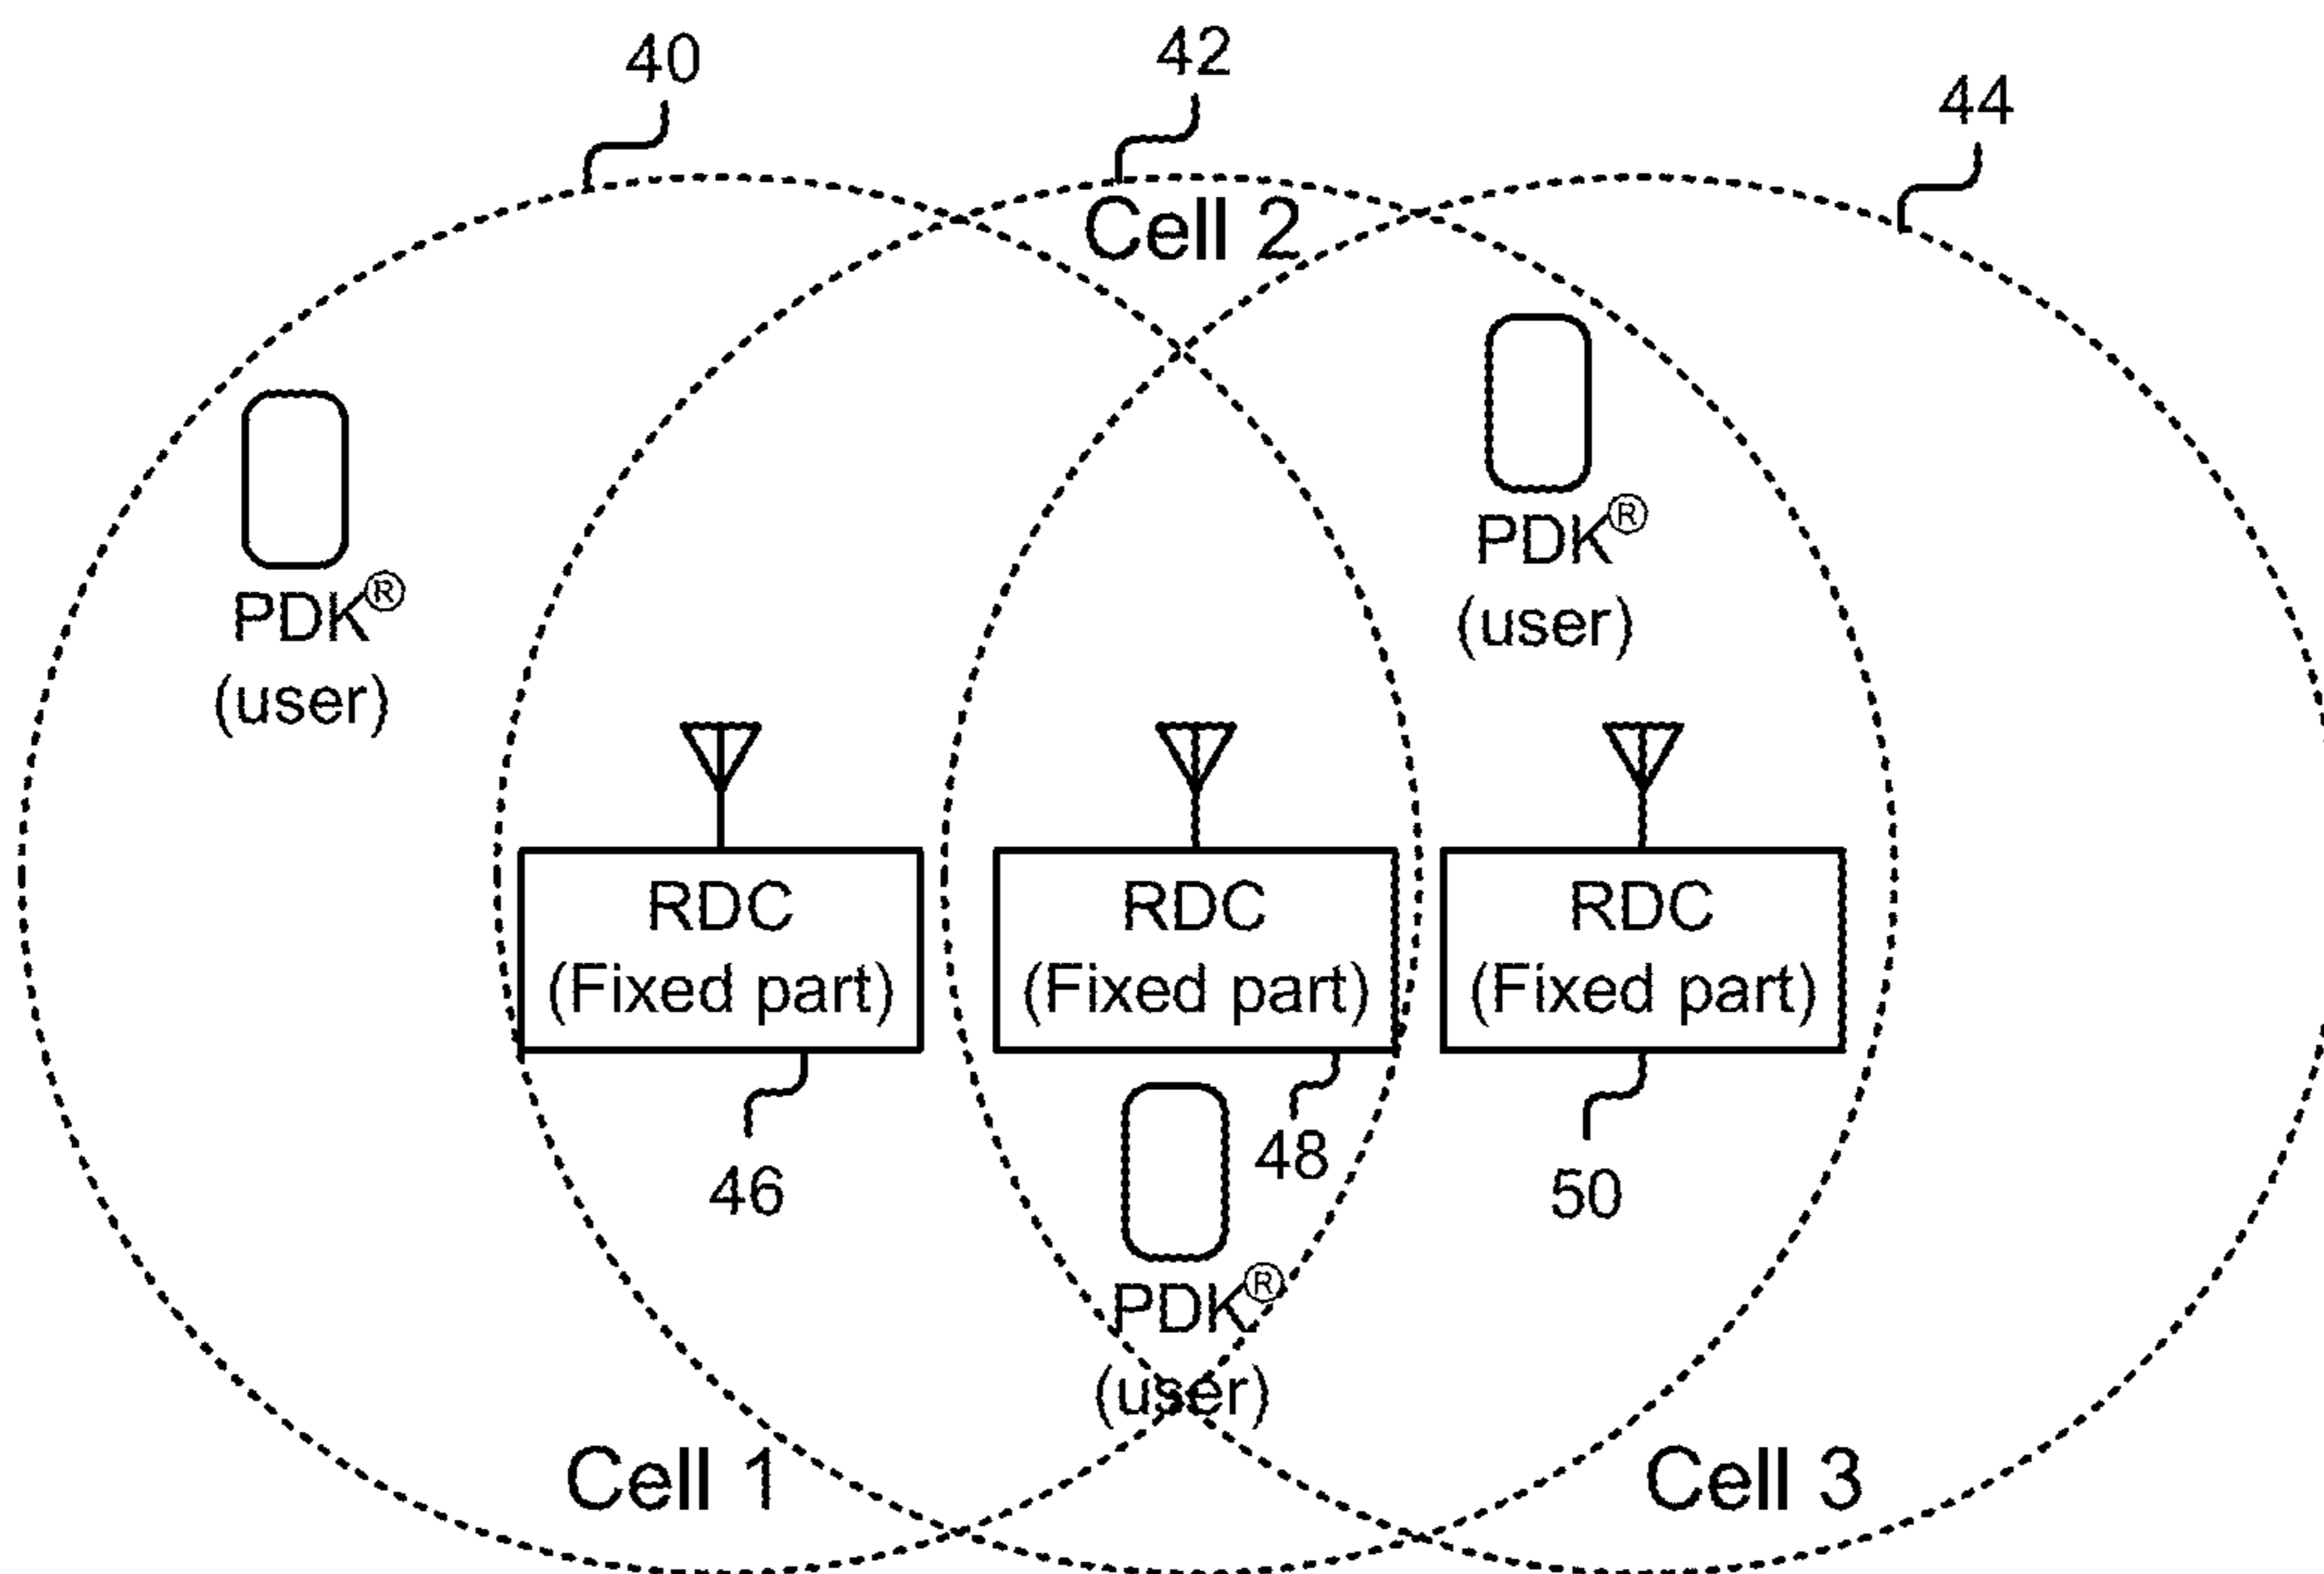 40
42
44
Cell 2
PDK®
(user)
PDK®
(user)
RDC
(Fixed part)
RDC
(Fixed part)
RDC
(Fixed part)
46
48
50
PDK®
(user)
Cell 1
Cell 3